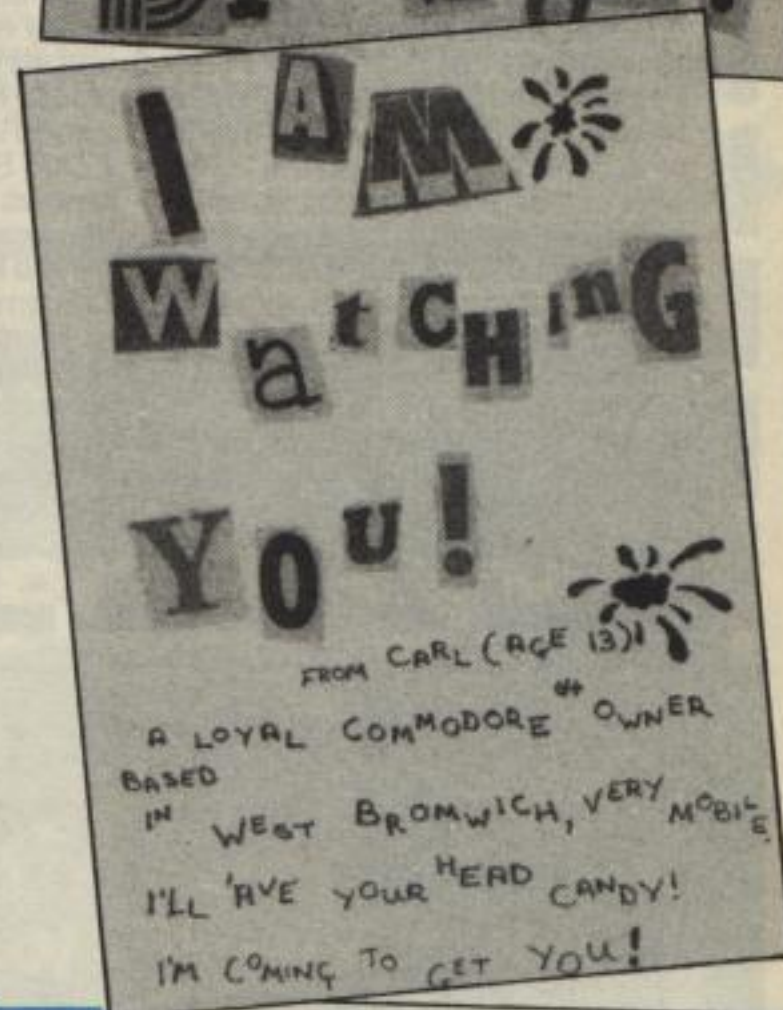 I AM
WatCHinG
YOU!
FROM CARL (AGE 13)!
A LOYAL COMMODORE 64 OWNER
BASED
IN WEST BROMWICH, VERY MOBILE.
I'LL 'AVE YOUR HEAD CANDY!
I'M COMING TO GET YOU!